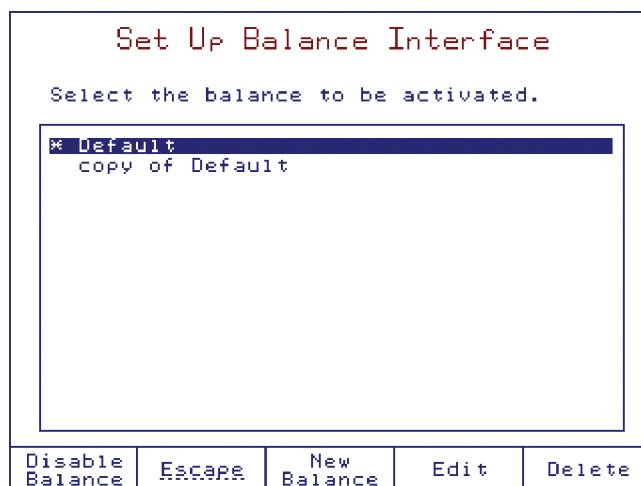 Set Up Balance Interface
Select the balance to be activated.
* Default
copy of Default
Disable
Balance
Escape
New
Balance
Edit
Delete